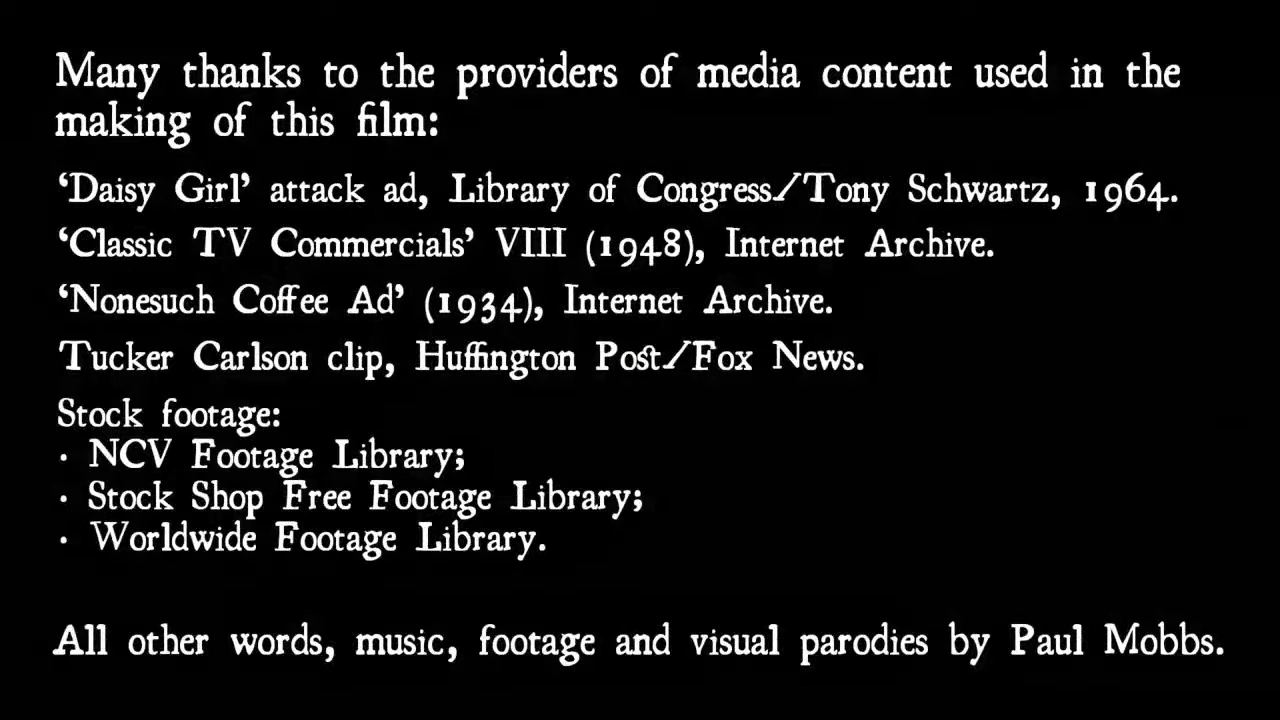 Many thanks to the providers of media content used in the
making of this film:
‘Daisy Girl’ attack ad, Library of Congress/Tony Schwartz, 1964.
‘Classic TV Commercials’ VIII (1948), Internet Archive.
‘Nonesuch Coffee Ad’ (1934), Internet Archive.
Tucker Carlson clip, Huffington Post/Fox News.
Stock footage:
· NCV Footage Library;
· Stock Shop Free Footage Library;
· Worldwide Footage Library.
All other words, music, footage and visual parodies by Paul Mobbs.